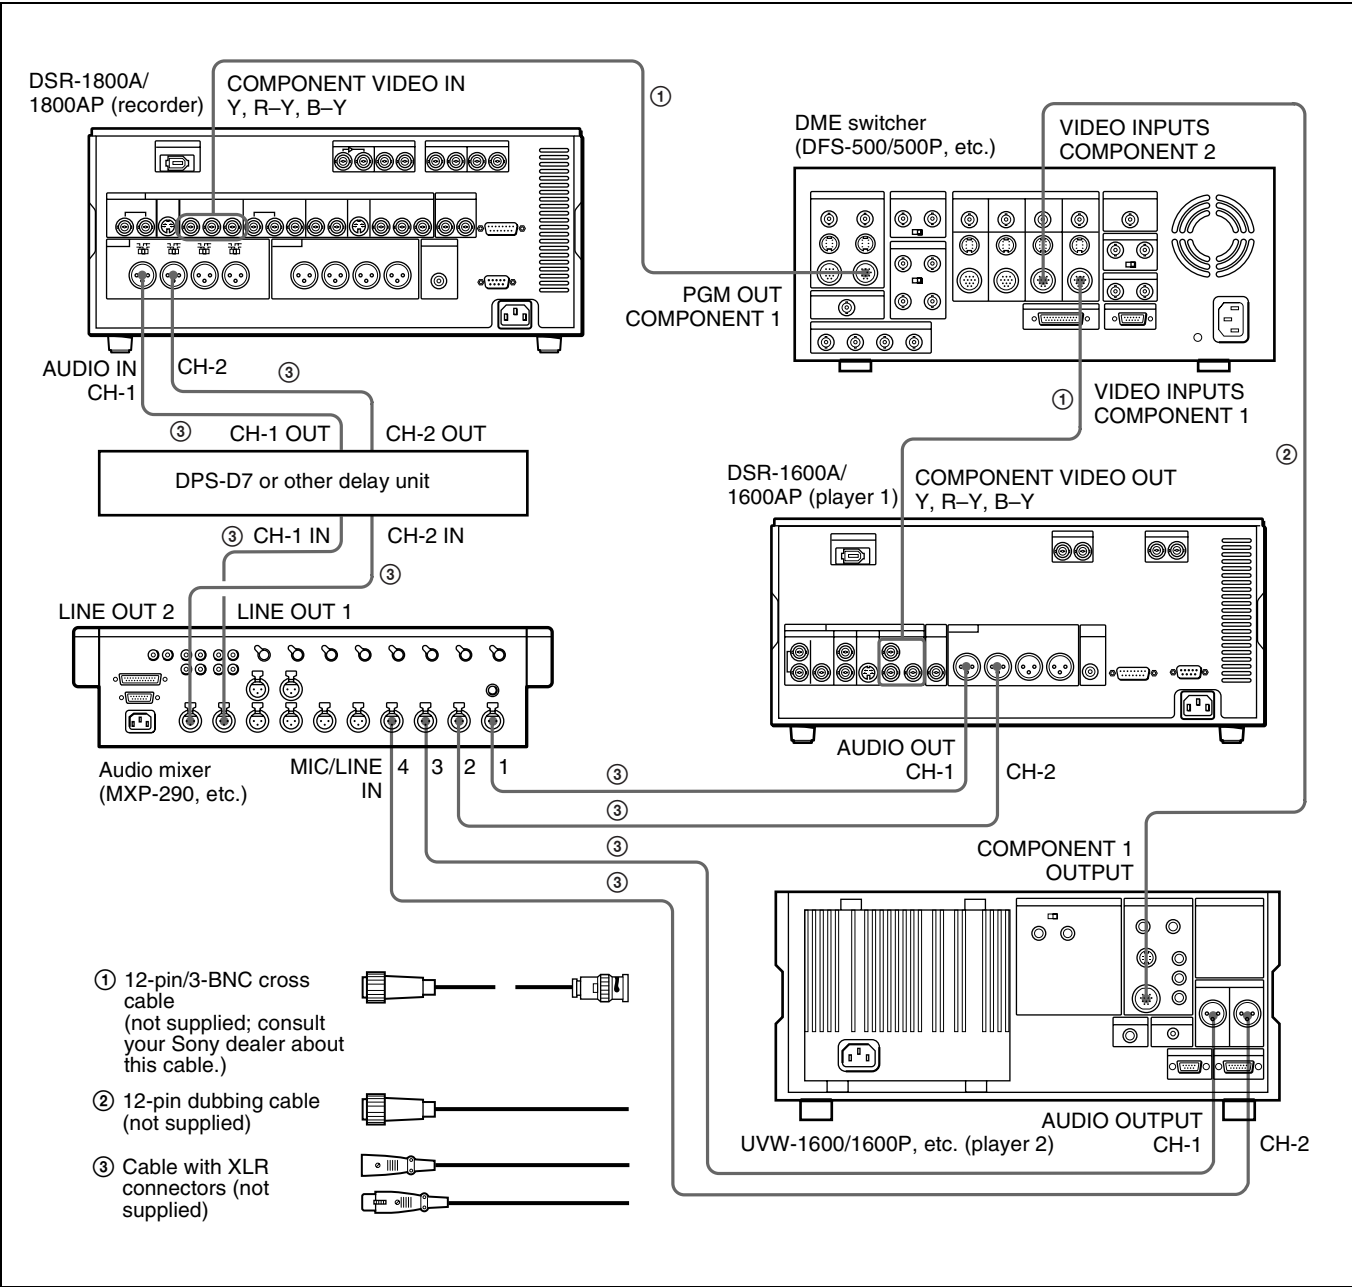 DSR-1800A/
1800AP (recorder)
COMPONENT VIDEO IN
Y, R–Y, B–Y
①
DME switcher
(DFS-500/500P, etc.)
VIDEO INPUTS
COMPONENT 2
PGM OUT
COMPONENT 1
AUDIO IN
CH-1
CH-2
③
③
CH-1 OUT
CH-2 OUT
①
VIDEO INPUTS
COMPONENT 1
②
DPS-D7 or other delay unit
DSR-1600A/
1600AP (player 1)
COMPONENT VIDEO OUT
Y, R–Y, B–Y
③ CH-1 IN
CH-2 IN
③
LINE OUT 2
LINE OUT 1
Audio mixer
(MXP-290, etc.)
MIC/LINE
IN
4
3
2
1
AUDIO OUT
CH-1
CH-2
③
③
③
③
COMPONENT 1
OUTPUT
① 12-pin/3-BNC cross
cable
(not supplied; consult
your Sony dealer about
this cable.)
② 12-pin dubbing cable
(not supplied)
③ Cable with XLR
connectors (not
supplied)
UVW-1600/1600P, etc. (player 2)
AUDIO OUTPUT
CH-1
CH-2